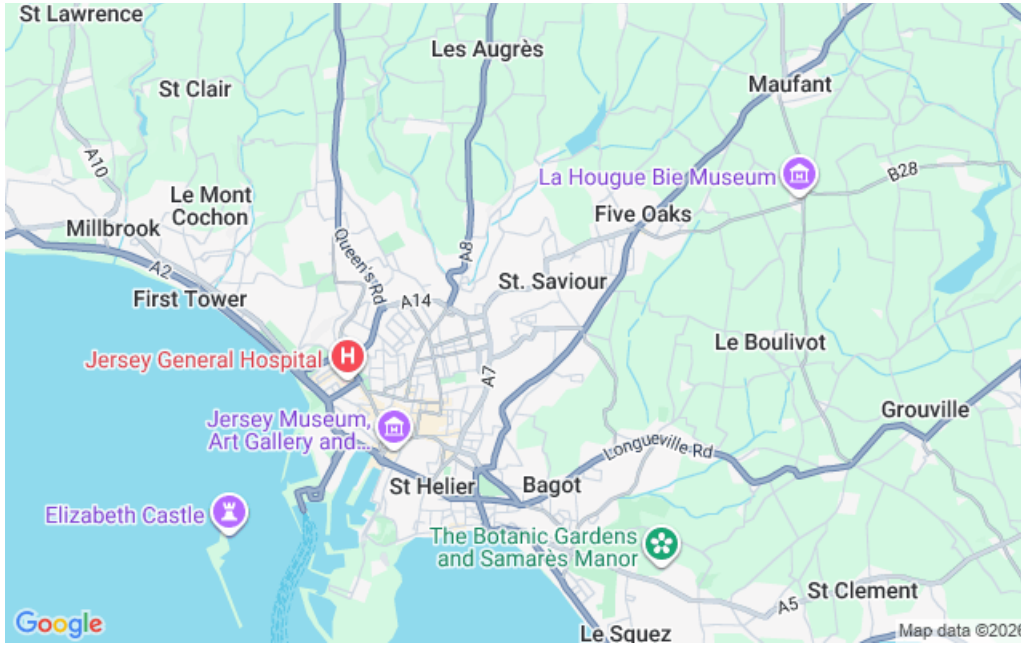 St Lawrence
Les Augrès
St Clair
Maufant
A10
B28
La Hougue Bie Museum
Le Mont
Cochon
Five Oaks
Millbrook
Queen's Rd
A8
A2
St. Saviour
First Tower
A14
Le Boulivot
Jersey General Hospital
H
A7
Grouville
Jersey Museum,
Art Gallery and...
Longueville Rd
St Helier
Bagot
Elizabeth Castle
The Botanic Gardens
and Samarès Manor
St Clement
A5
Google
Le Squez
Map data ©2026